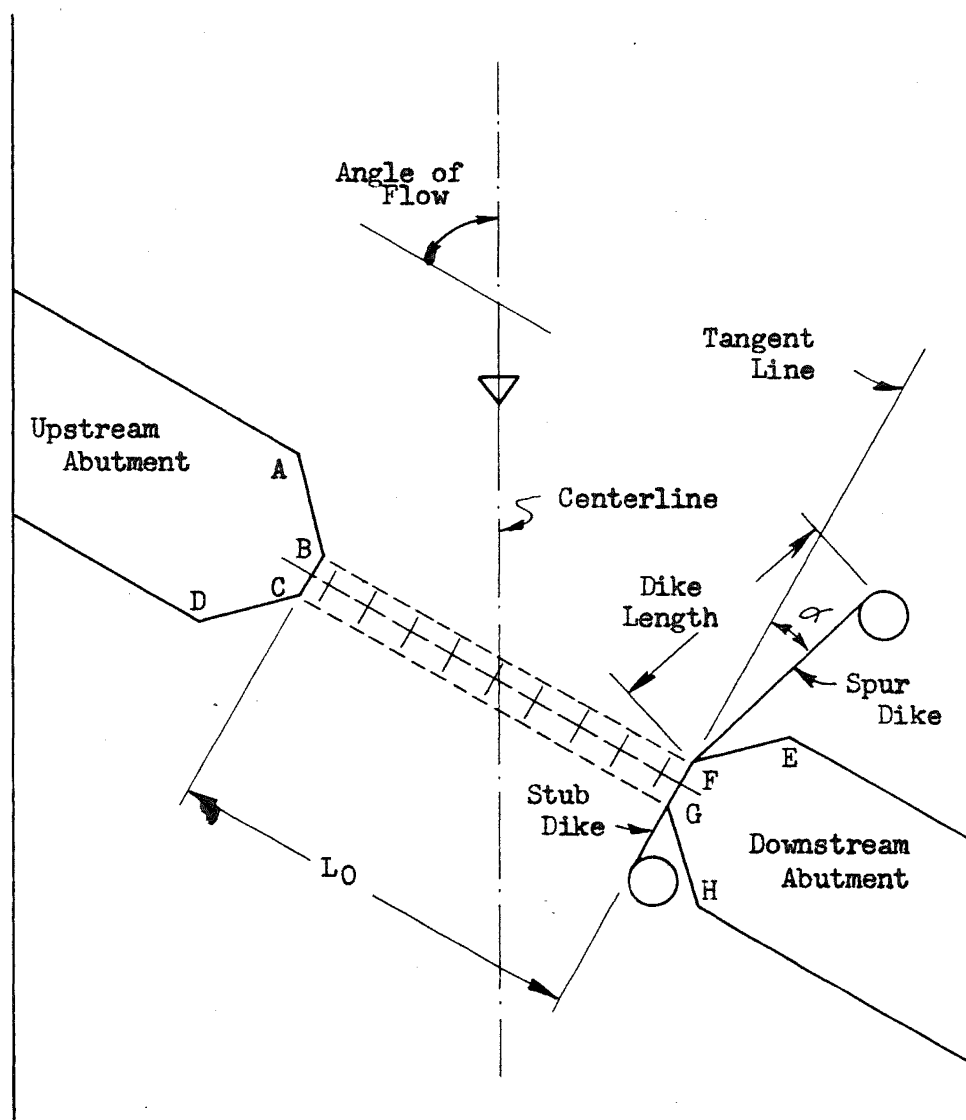 Angle of
Flow
Tangent
Line
Upstream
Abutment
A
Centerline
B
C
D
Dike
Length
α
Spur
Dike
E
F
Stub
Dike
G
Downstream
Abutment
L0
H